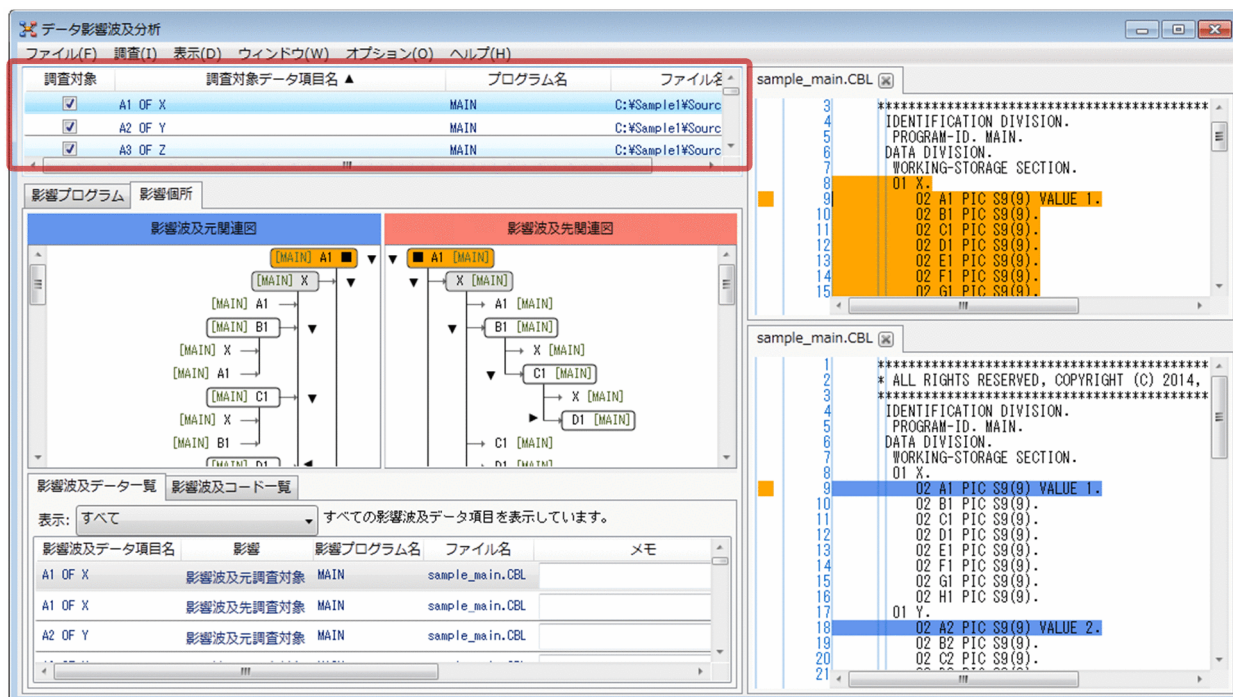 データ影響波及分析
ファイル(F) 調査(I) 表示(D) ウィンドウ(W) オプション(O) ヘルプ(H)
調査対象 調査対象データ項目名 ▲ プログラム名 ファイル名
A1 OF X MAIN C:¥Sample1¥Sourc
A2 OF Y MAIN C:¥Sample1¥Sourc
A3 OF Z MAIN C:¥Sample1¥Sourc
影響プログラム 影響個所
影響波及元関連図
[MAIN] A1 ■ ▼
[MAIN] X ▼
[MAIN] A1
[MAIN] B1 ▼
[MAIN] X
[MAIN] A1
[MAIN] C1 ▼
[MAIN] X
[MAIN] B1
[MAIN] D1
影響波及先関連図
▼ ■ A1 [MAIN]
▼ X [MAIN]
A1 [MAIN]
▼ B1 [MAIN]
X [MAIN]
▼ C1 [MAIN]
X [MAIN]
▶ D1 [MAIN]
C1 [MAIN]
D1 [MAIN]
影響波及データ一覧 影響波及コード一覧
表示: すべて すべての影響波及データ項目を表示しています。
影響波及データ項目名 影響 影響プログラム名 ファイル名 メモ
A1 OF X 影響波及元調査対象 MAIN sample_main.CBL
A1 OF X 影響波及先調査対象 MAIN sample_main.CBL
A2 OF Y 影響波及元調査対象 MAIN sample_main.CBL
sample_main.CBL
3 *******************************************
4 IDENTIFICATION DIVISION.
5 PROGRAM-ID. MAIN.
6 DATA DIVISION.
7 WORKING-STORAGE SECTION.
8 01 X.
9 02 A1 PIC S9(9) VALUE 1.
10 02 B1 PIC S9(9).
11 02 C1 PIC S9(9).
12 02 D1 PIC S9(9).
13 02 E1 PIC S9(9).
14 02 F1 PIC S9(9).
15 02 G1 PIC S9(9).
sample_main.CBL
1 *******************************************
2 * ALL RIGHTS RESERVED, COPYRIGHT (C) 2014,
3 *******************************************
4 IDENTIFICATION DIVISION.
5 PROGRAM-ID. MAIN.
6 DATA DIVISION.
7 WORKING-STORAGE SECTION.
8 01 X.
9 02 A1 PIC S9(9) VALUE 1.
10 02 B1 PIC S9(9).
11 02 C1 PIC S9(9).
12 02 D1 PIC S9(9).
13 02 E1 PIC S9(9).
14 02 F1 PIC S9(9).
15 02 G1 PIC S9(9).
16 02 H1 PIC S9(9).
17 01 Y.
18 02 A2 PIC S9(9) VALUE 2.
19 02 B2 PIC S9(9).
20 02 C2 PIC S9(9).
21